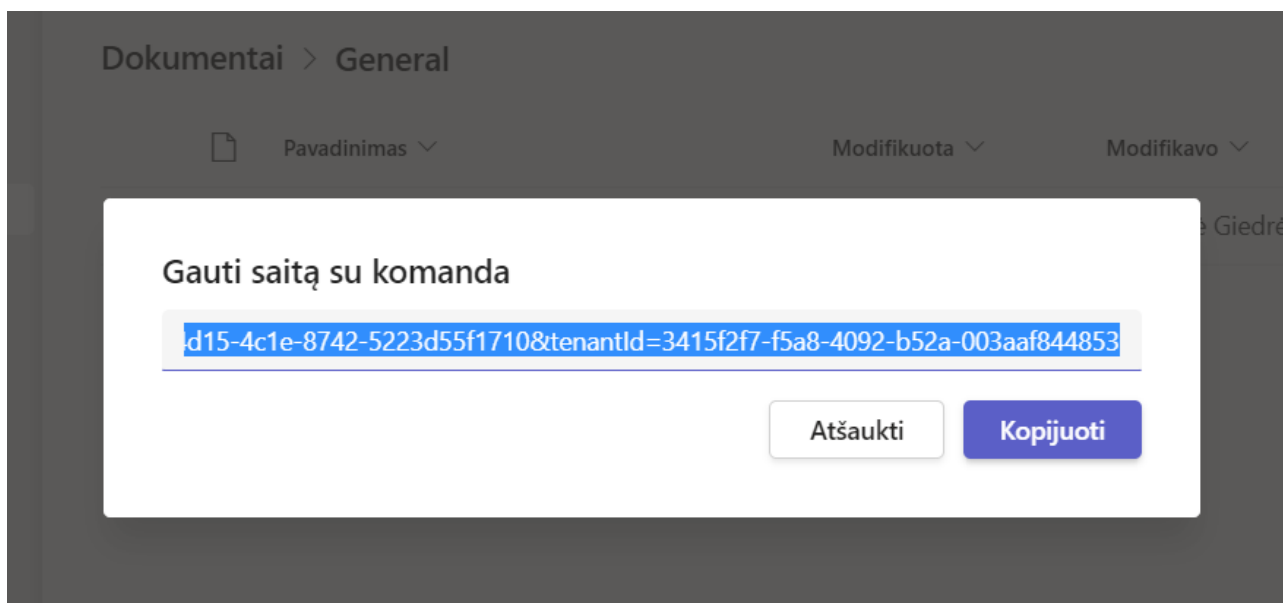 Dokumentai > General
Pavadinimas Modifikuota Modifikavo
Giedrė
Gauti saitą su komanda
d15-4c1e-8742-5223d55f1710&tenantId=3415f2f7-f5a8-4092-b52a-003aaf844853
Atšaukti Kopijuoti